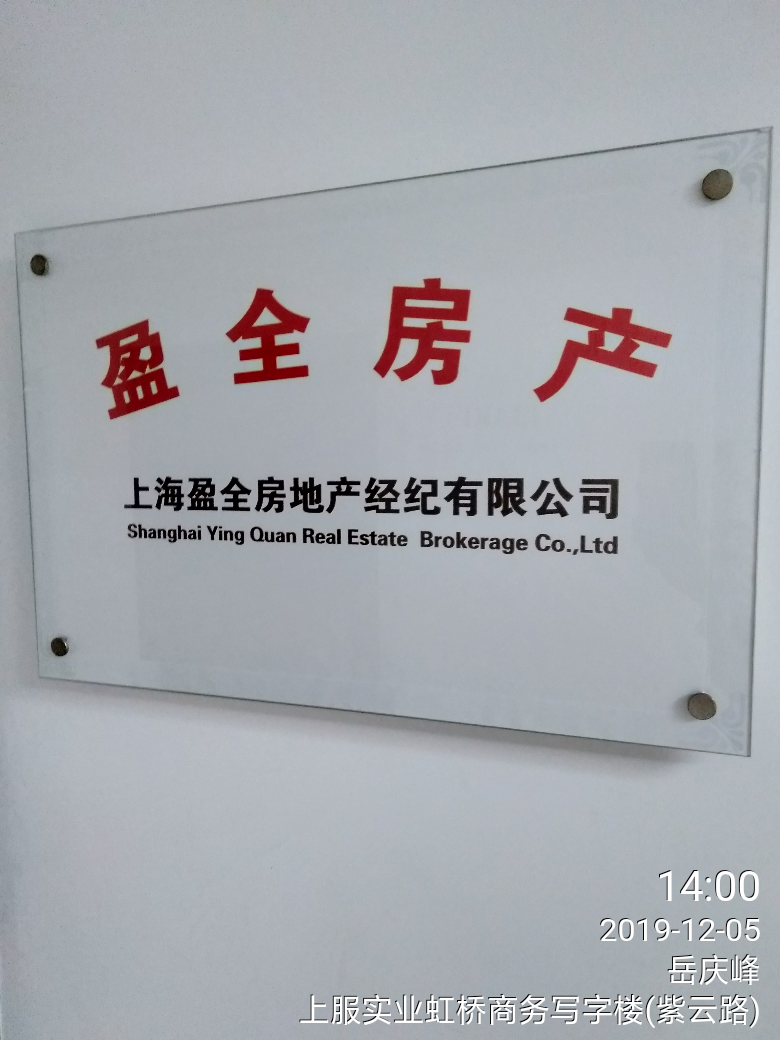 盈全房产
上海盈全房地产经纪有限公司
Shanghai Ying Quan Real Estate Brokerage Co.,Ltd
14:00
2019-12-05
岳庆峰
上服实业虹桥商务写字楼(紫云路)